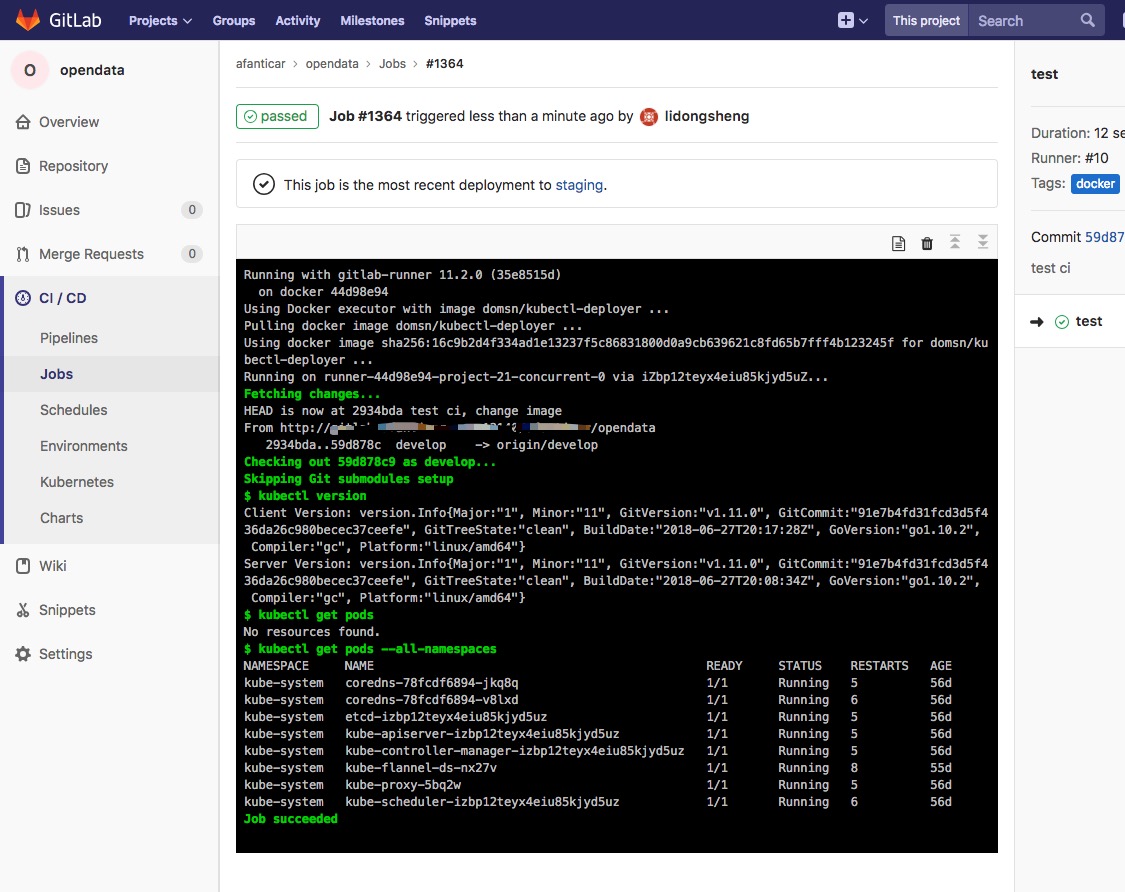 GitLab Projects Groups Activity Milestones Snippets This project Search
O opendata
Overview
Repository
Issues 0
Merge Requests 0
CI / CD
Pipelines
Jobs
Schedules
Environments
Kubernetes
Charts
Wiki
Snippets
Settings
afanticar > opendata > Jobs > #1364
passed Job #1364 triggered less than a minute ago by lidongsheng
This job is the most recent deployment to staging.
Running with gitlab-runner 11.2.0 (35e8515d)
on docker 44d98e94
Using Docker executor with image domsn/kubectl-deployer ...
Pulling docker image domsn/kubectl-deployer ...
Using docker image sha256:16c9b2d4f334ad1e13237f5c86831800d0a9cb639621c8fd65b7fff4b123245f for domsn/ku
bectl-deployer ...
Running on runner-44d98e94-project-21-concurrent-0 via iZbp12teyx4eiu85kjyd5uZ...
Fetching changes...
HEAD is now at 2934bda test ci, change image
From http:// /opendata
2934bda..59d878c develop -> origin/develop
Checking out 59d878c9 as develop...
Skipping Git submodules setup
$ kubectl version
Client Version: version.Info{Major:"1", Minor:"11", GitVersion:"v1.11.0", GitCommit:"91e7b4fd31fcd3d5f4
36da26c980becec37ceefe", GitTreeState:"clean", BuildDate:"2018-06-27T20:17:28Z", GoVersion:"go1.10.2",
Compiler:"gc", Platform:"linux/amd64"}
Server Version: version.Info{Major:"1", Minor:"11", GitVersion:"v1.11.0", GitCommit:"91e7b4fd31fcd3d5f4
36da26c980becec37ceefe", GitTreeState:"clean", BuildDate:"2018-06-27T20:08:34Z", GoVersion:"go1.10.2",
Compiler:"gc", Platform:"linux/amd64"}
$ kubectl get pods
No resources found.
$ kubectl get pods --all-namespaces
NAMESPACE NAME READY STATUS RESTARTS AGE
kube-system coredns-78fcdf6894-jkq8q 1/1 Running 5 56d
kube-system coredns-78fcdf6894-v8lxd 1/1 Running 6 56d
kube-system etcd-izbp12teyx4eiu85kjyd5uz 1/1 Running 5 56d
kube-system kube-apiserver-izbp12teyx4eiu85kjyd5uz 1/1 Running 5 56d
kube-system kube-controller-manager-izbp12teyx4eiu85kjyd5uz 1/1 Running 5 56d
kube-system kube-flannel-ds-nx27v 1/1 Running 8 55d
kube-system kube-proxy-5bq2w 1/1 Running 5 56d
kube-system kube-scheduler-izbp12teyx4eiu85kjyd5uz 1/1 Running 6 56d
Job succeeded
test
Duration: 12 se
Runner: #10
Tags: docker
Commit 59d87
test ci
test